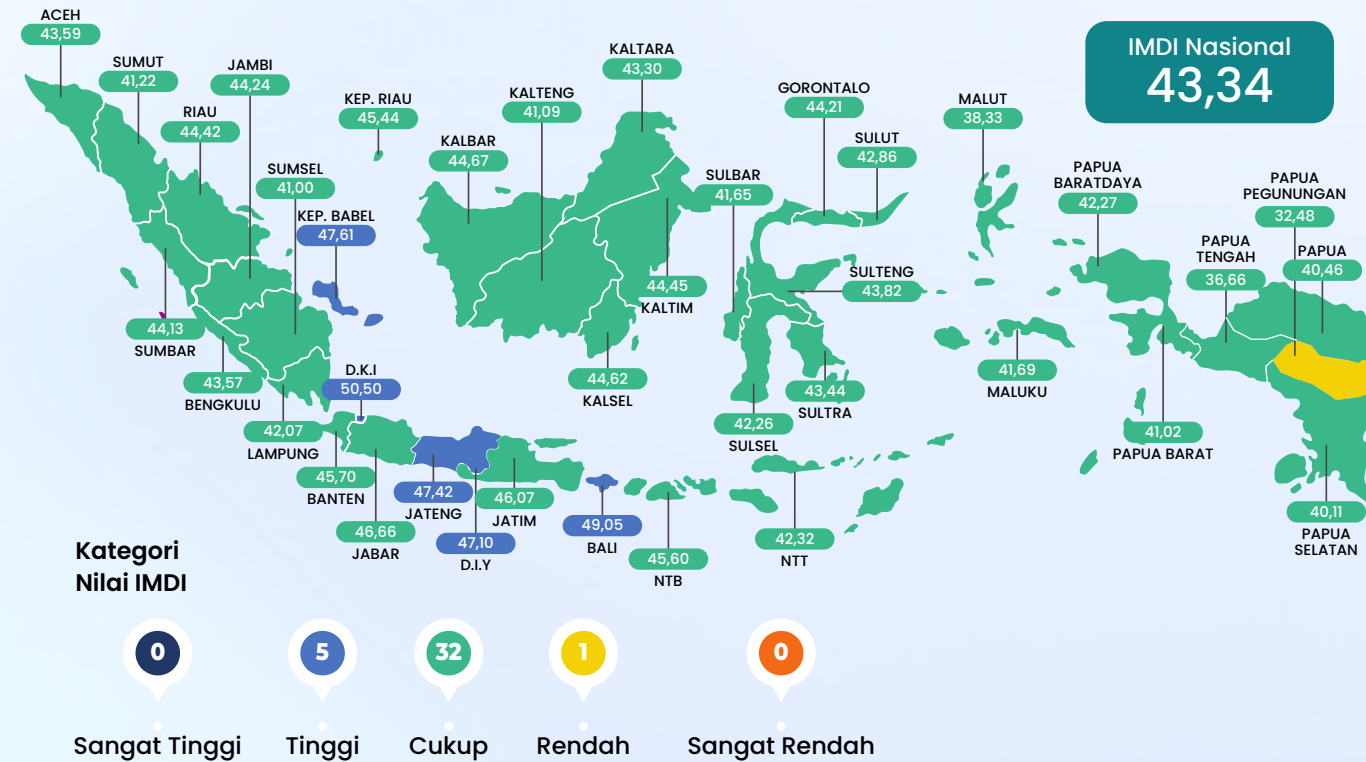 ACEH
43,59
SUMUT
41,22
RIAU
44,42
JAMBI
44,24
SUMSEL
41,00
KEP. BABEL
47,61
KEP. RIAU
45,44
KALBAR
44,67
KALTENG
41,09
KALTARA
43,30
SULBAR
41,65
GORONTALO
44,21
SULUT
42,86
MALUT
38,33
IMDI Nasional
43,34
PAPUA
BARATDAYA
42,27
PAPUA
PEGUNUNGAN
32,48
PAPUA
TENGAH
36,66
PAPUA
40,46
44,13
SUMBAR
43,57
BENGKULU
42,07
LAMPUNG
D.K.I
50,50
45,70
BANTEN
46,66
JABAR
47,42
JATENG
47,10
D.I.Y
46,07
JATIM
49,05
BALI
45,60
NTB
44,45
KALTIM
44,62
KALSEL
SULTENG
43,82
43,44
SULTRA
42,26
SULSEL
42,32
NTT
41,69
MALUKU
41,02
PAPUA BARAT
40,11
PAPUA
SELATAN
Kategori
Nilai IMDI
0
Sangat Tinggi
5
Tinggi
32
Cukup
1
Rendah
0
Sangat Rendah